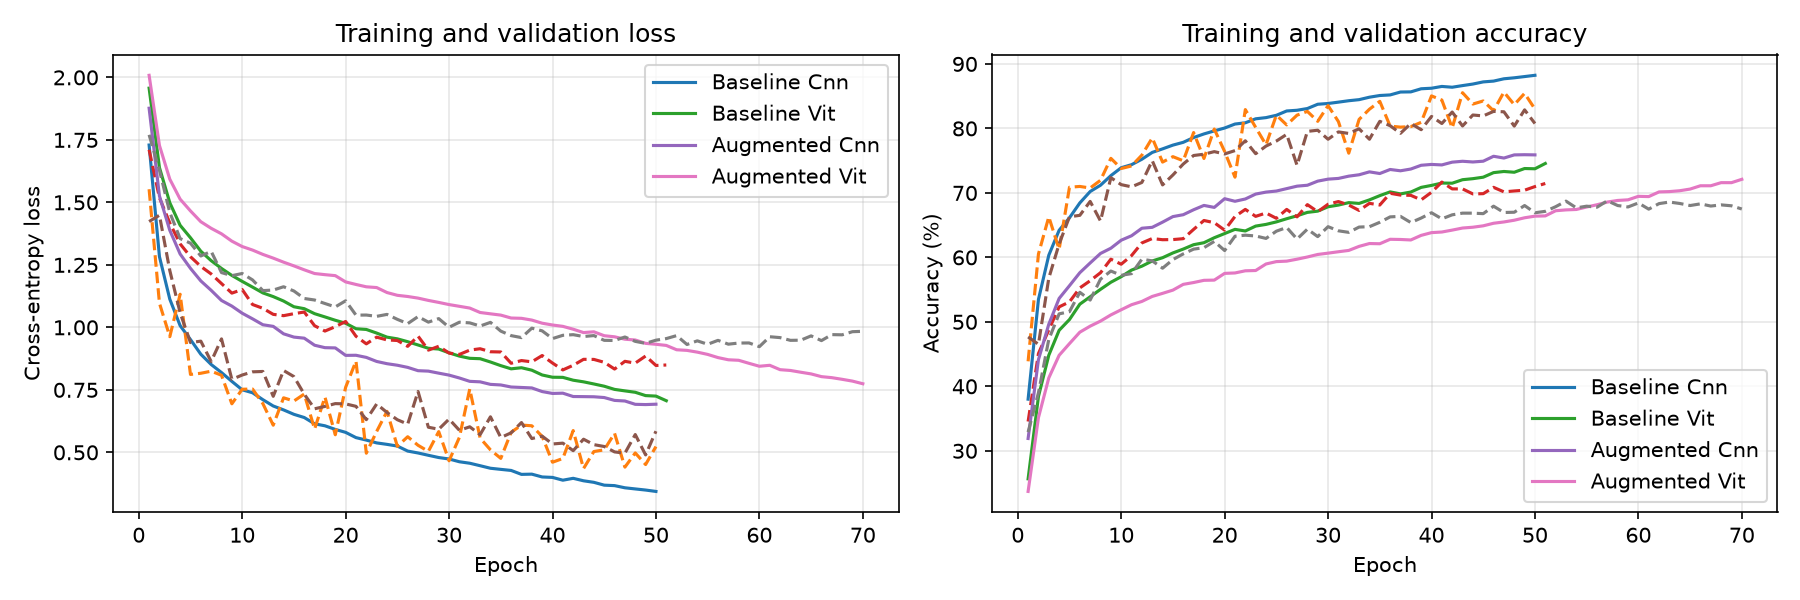 Training and validation loss
2.00
1.75
1.50
1.25
1.00
0.75
0.50
Cross-entropy loss
Baseline Cnn
Baseline Vit
Augmented Cnn
Augmented Vit
0 10 20 30 40 50 60 70
Epoch
Training and validation accuracy
90
80
70
60
50
40
30
Accuracy (%)
Baseline Cnn
Baseline Vit
Augmented Cnn
Augmented Vit
0 10 20 30 40 50 60 70
Epoch